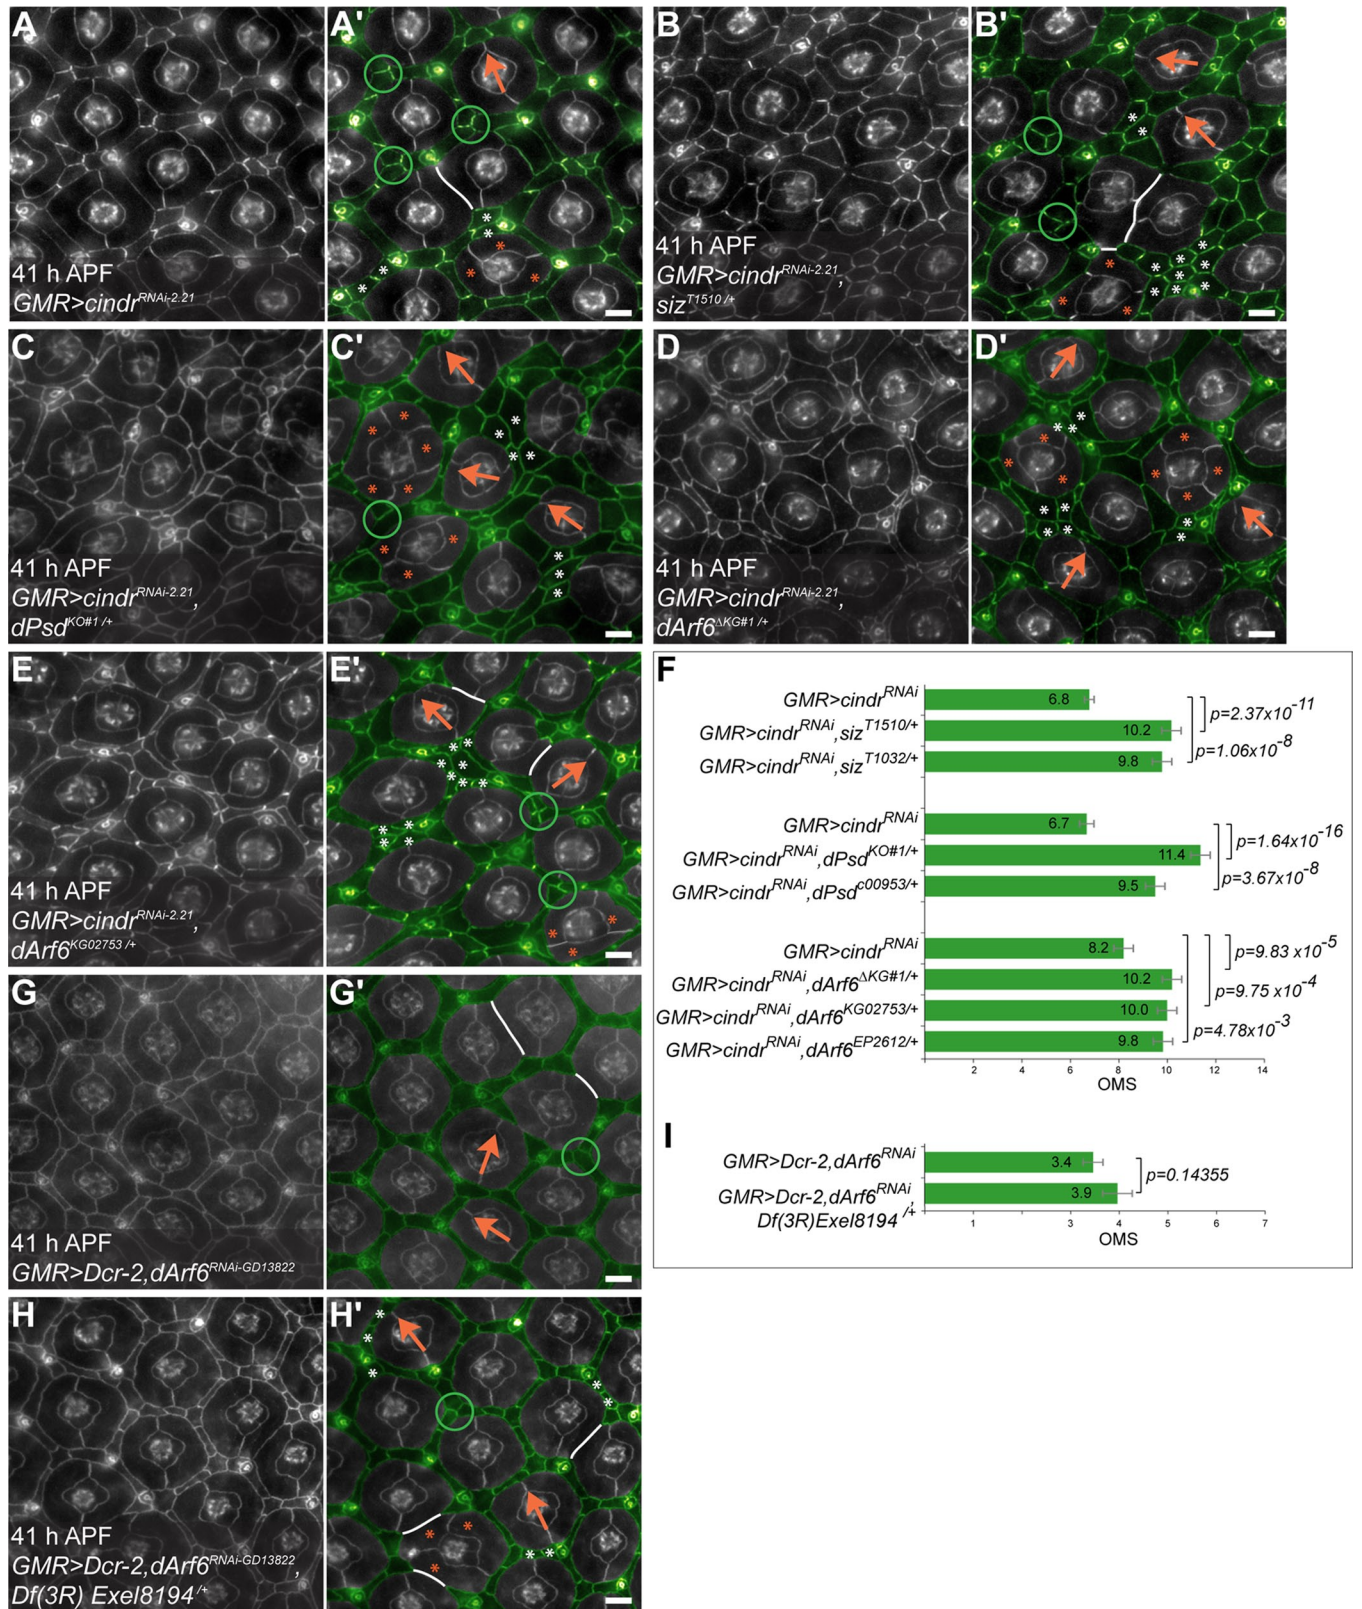 A A' B B'
41 h APF
GMR>cindr^RNAi-2.21
41 h APF
GMR>cindr^RNAi-2.21,
siz^T1510/+
C C' D D'
41 h APF
GMR>cindr^RNAi-2.21,
dPsd^KO#1/+
41 h APF
GMR>cindr^RNAi-2.21,
dArf6^ΔKG#1/+
E E'
41 h APF
GMR>cindr^RNAi-2.21,
dArf6^KG02753/+
F
GMR>cindr^RNAi 6.8
GMR>cindr^RNAi,siz^T1510/+ 10.2
GMR>cindr^RNAi,siz^T1032/+ 9.8
p=2.37x10^-11
p=1.06x10^-8
GMR>cindr^RNAi 6.7
GMR>cindr^RNAi,dPsd^KO#1/+ 11.4
GMR>cindr^RNAi,dPsd^c00953/+ 9.5
p=1.64x10^-16
p=3.67x10^-8
GMR>cindr^RNAi 8.2
GMR>cindr^RNAi,dArf6^ΔKG#1/+ 10.2
GMR>cindr^RNAi,dArf6^KG02753/+ 10.0
GMR>cindr^RNAi,dArf6^EP2612/+ 9.8
p=9.83 x10^-5
p=9.75 x10^-4
p=4.78x10^-3
2 4 6 8 10 12 14
OMS
G G'
41 h APF
GMR>Dcr-2,dArf6^RNAi-GD13822
I
GMR>Dcr-2,dArf6^RNAi 3.4
GMR>Dcr-2,dArf6^RNAi, 3.9
Df(3R)Exel8194^/+
p=0.14355
1 3 4 5 6 7
OMS
H H'
41 h APF
GMR>Dcr-2,dArf6^RNAi-GD13822,
Df(3R) Exel8194^/+